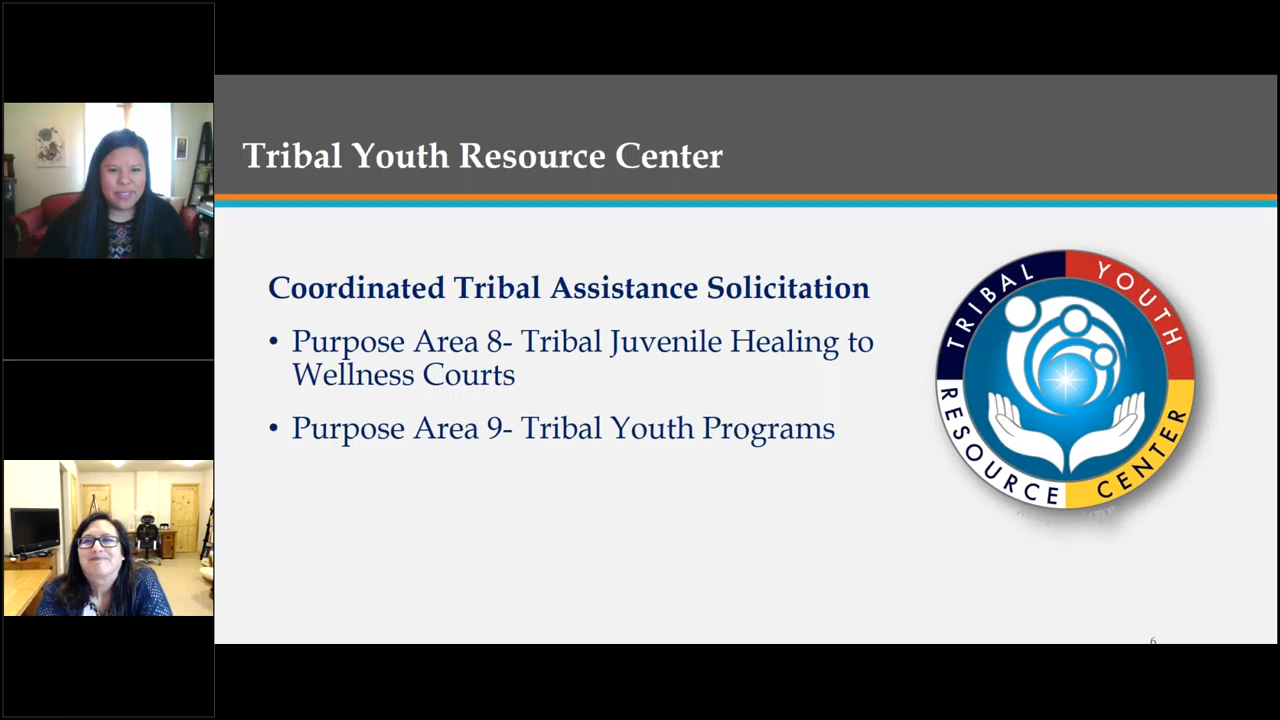 Tribal Youth Resource Center
Coordinated Tribal Assistance Solicitation
• Purpose Area 8- Tribal Juvenile Healing to
Wellness Courts
• Purpose Area 9- Tribal Youth Programs
TRIBAL YOUTH
RESOURCE CENTER
6